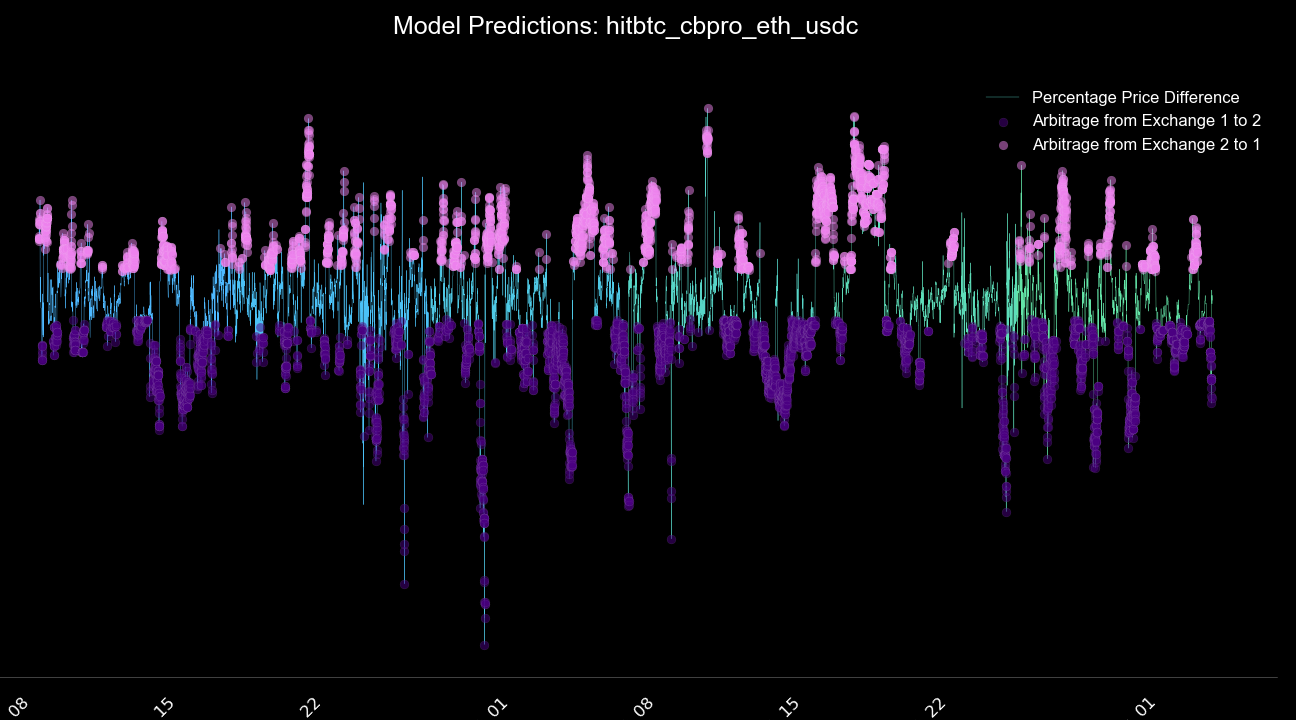 Model Predictions: hitbtc_cbpro_eth_usdc
Percentage Price Difference
Arbitrage from Exchange 1 to 2
Arbitrage from Exchange 2 to 1
08
15
22
01
08
15
22
01